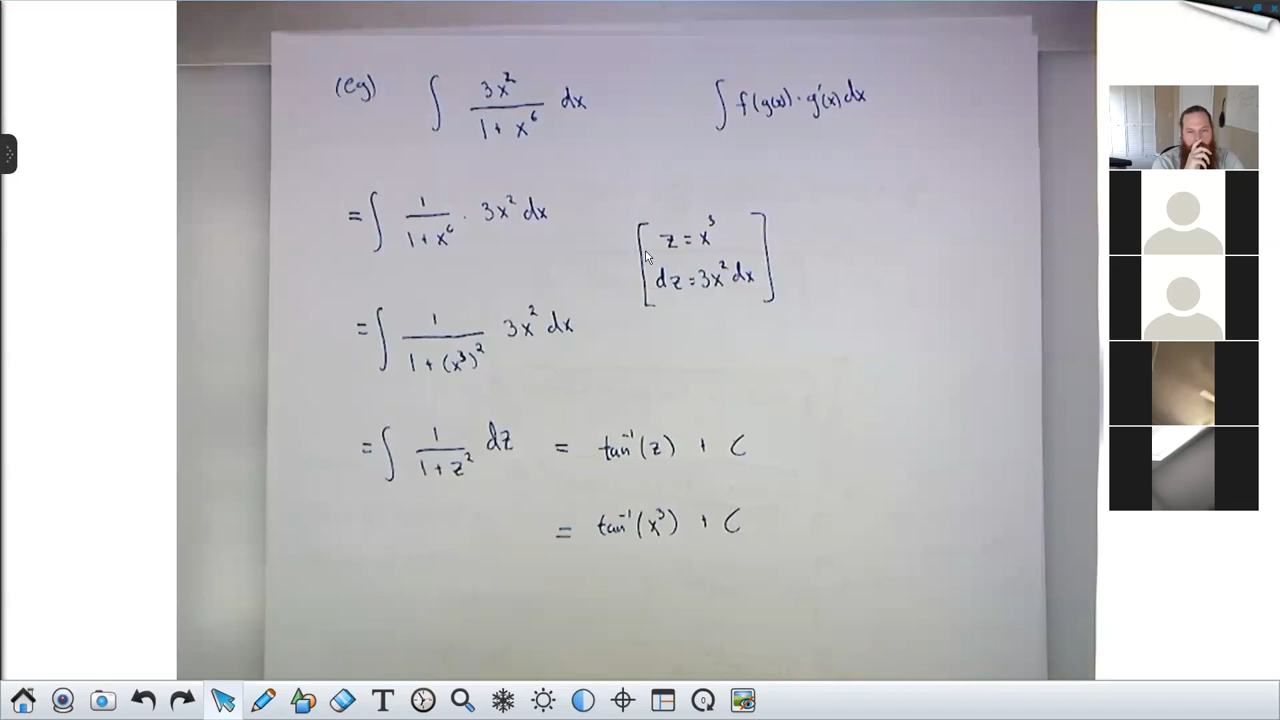 (eg) ∫ 3x² / (1 + x⁶) dx ∫ f(g(x)) · g'(x) dx
= ∫ 1 / (1 + x⁶) · 3x² dx
[ z = x³
dz = 3x² dx ]
= ∫ 1 / (1 + (x³)²) 3x² dx
= ∫ 1 / (1 + z²) dz = tan⁻¹(z) + C
= tan⁻¹(x³) + C